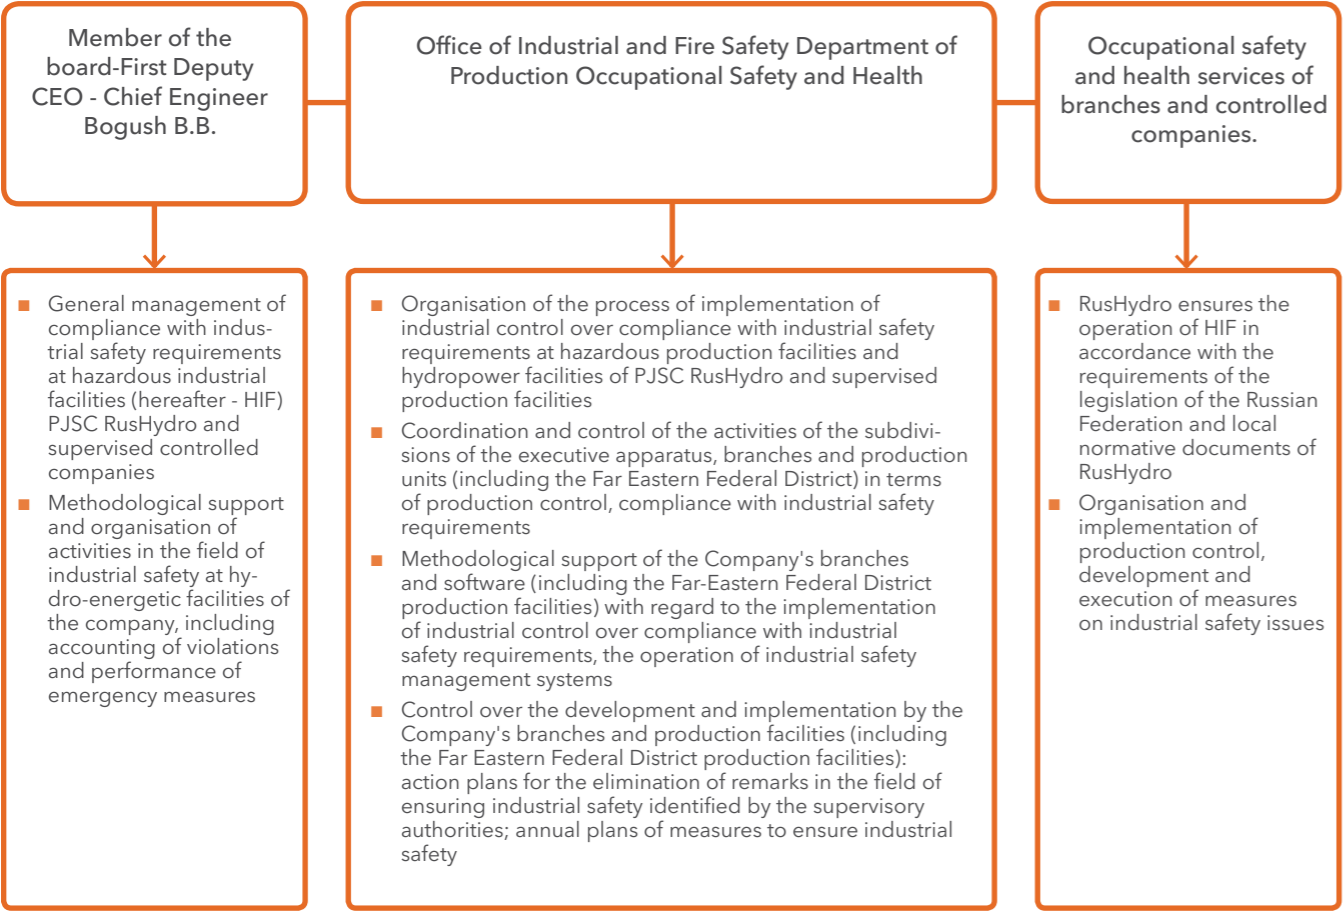 Member of the
board-First Deputy
CEO - Chief Engineer
Bogush B.B.
Office of Industrial and Fire Safety Department of
Production Occupational Safety and Health
Occupational safety
and health services of
branches and controlled
companies.
■ General management of
compliance with indus-
trial safety requirements
at hazardous industrial
facilities (hereafter - HIF)
PJSC RusHydro and
supervised controlled
companies
■ Methodological support
and organisation of
activities in the field of
industrial safety at hy-
dro-energetic facilities of
the company, including
accounting of violations
and performance of
emergency measures
■ Organisation of the process of implementation of
industrial control over compliance with industrial safety
requirements at hazardous production facilities and
hydropower facilities of PJSC RusHydro and supervised
production facilities
■ Coordination and control of the activities of the subdivi-
sions of the executive apparatus, branches and production
units (including the Far Eastern Federal District) in terms
of production control, compliance with industrial safety
requirements
■ Methodological support of the Company's branches
and software (including the Far-Eastern Federal District
production facilities) with regard to the implementation
of industrial control over compliance with industrial
safety requirements, the operation of industrial safety
management systems
■ Control over the development and implementation by the
Company's branches and production facilities (including
the Far Eastern Federal District production facilities):
action plans for the elimination of remarks in the field of
ensuring industrial safety identified by the supervisory
authorities; annual plans of measures to ensure industrial
safety
■ RusHydro ensures the
operation of HIF in
accordance with the
requirements of the
legislation of the Russian
Federation and local
normative documents of
RusHydro
■ Organisation and
implementation of
production control,
development and
execution of measures
on industrial safety issues